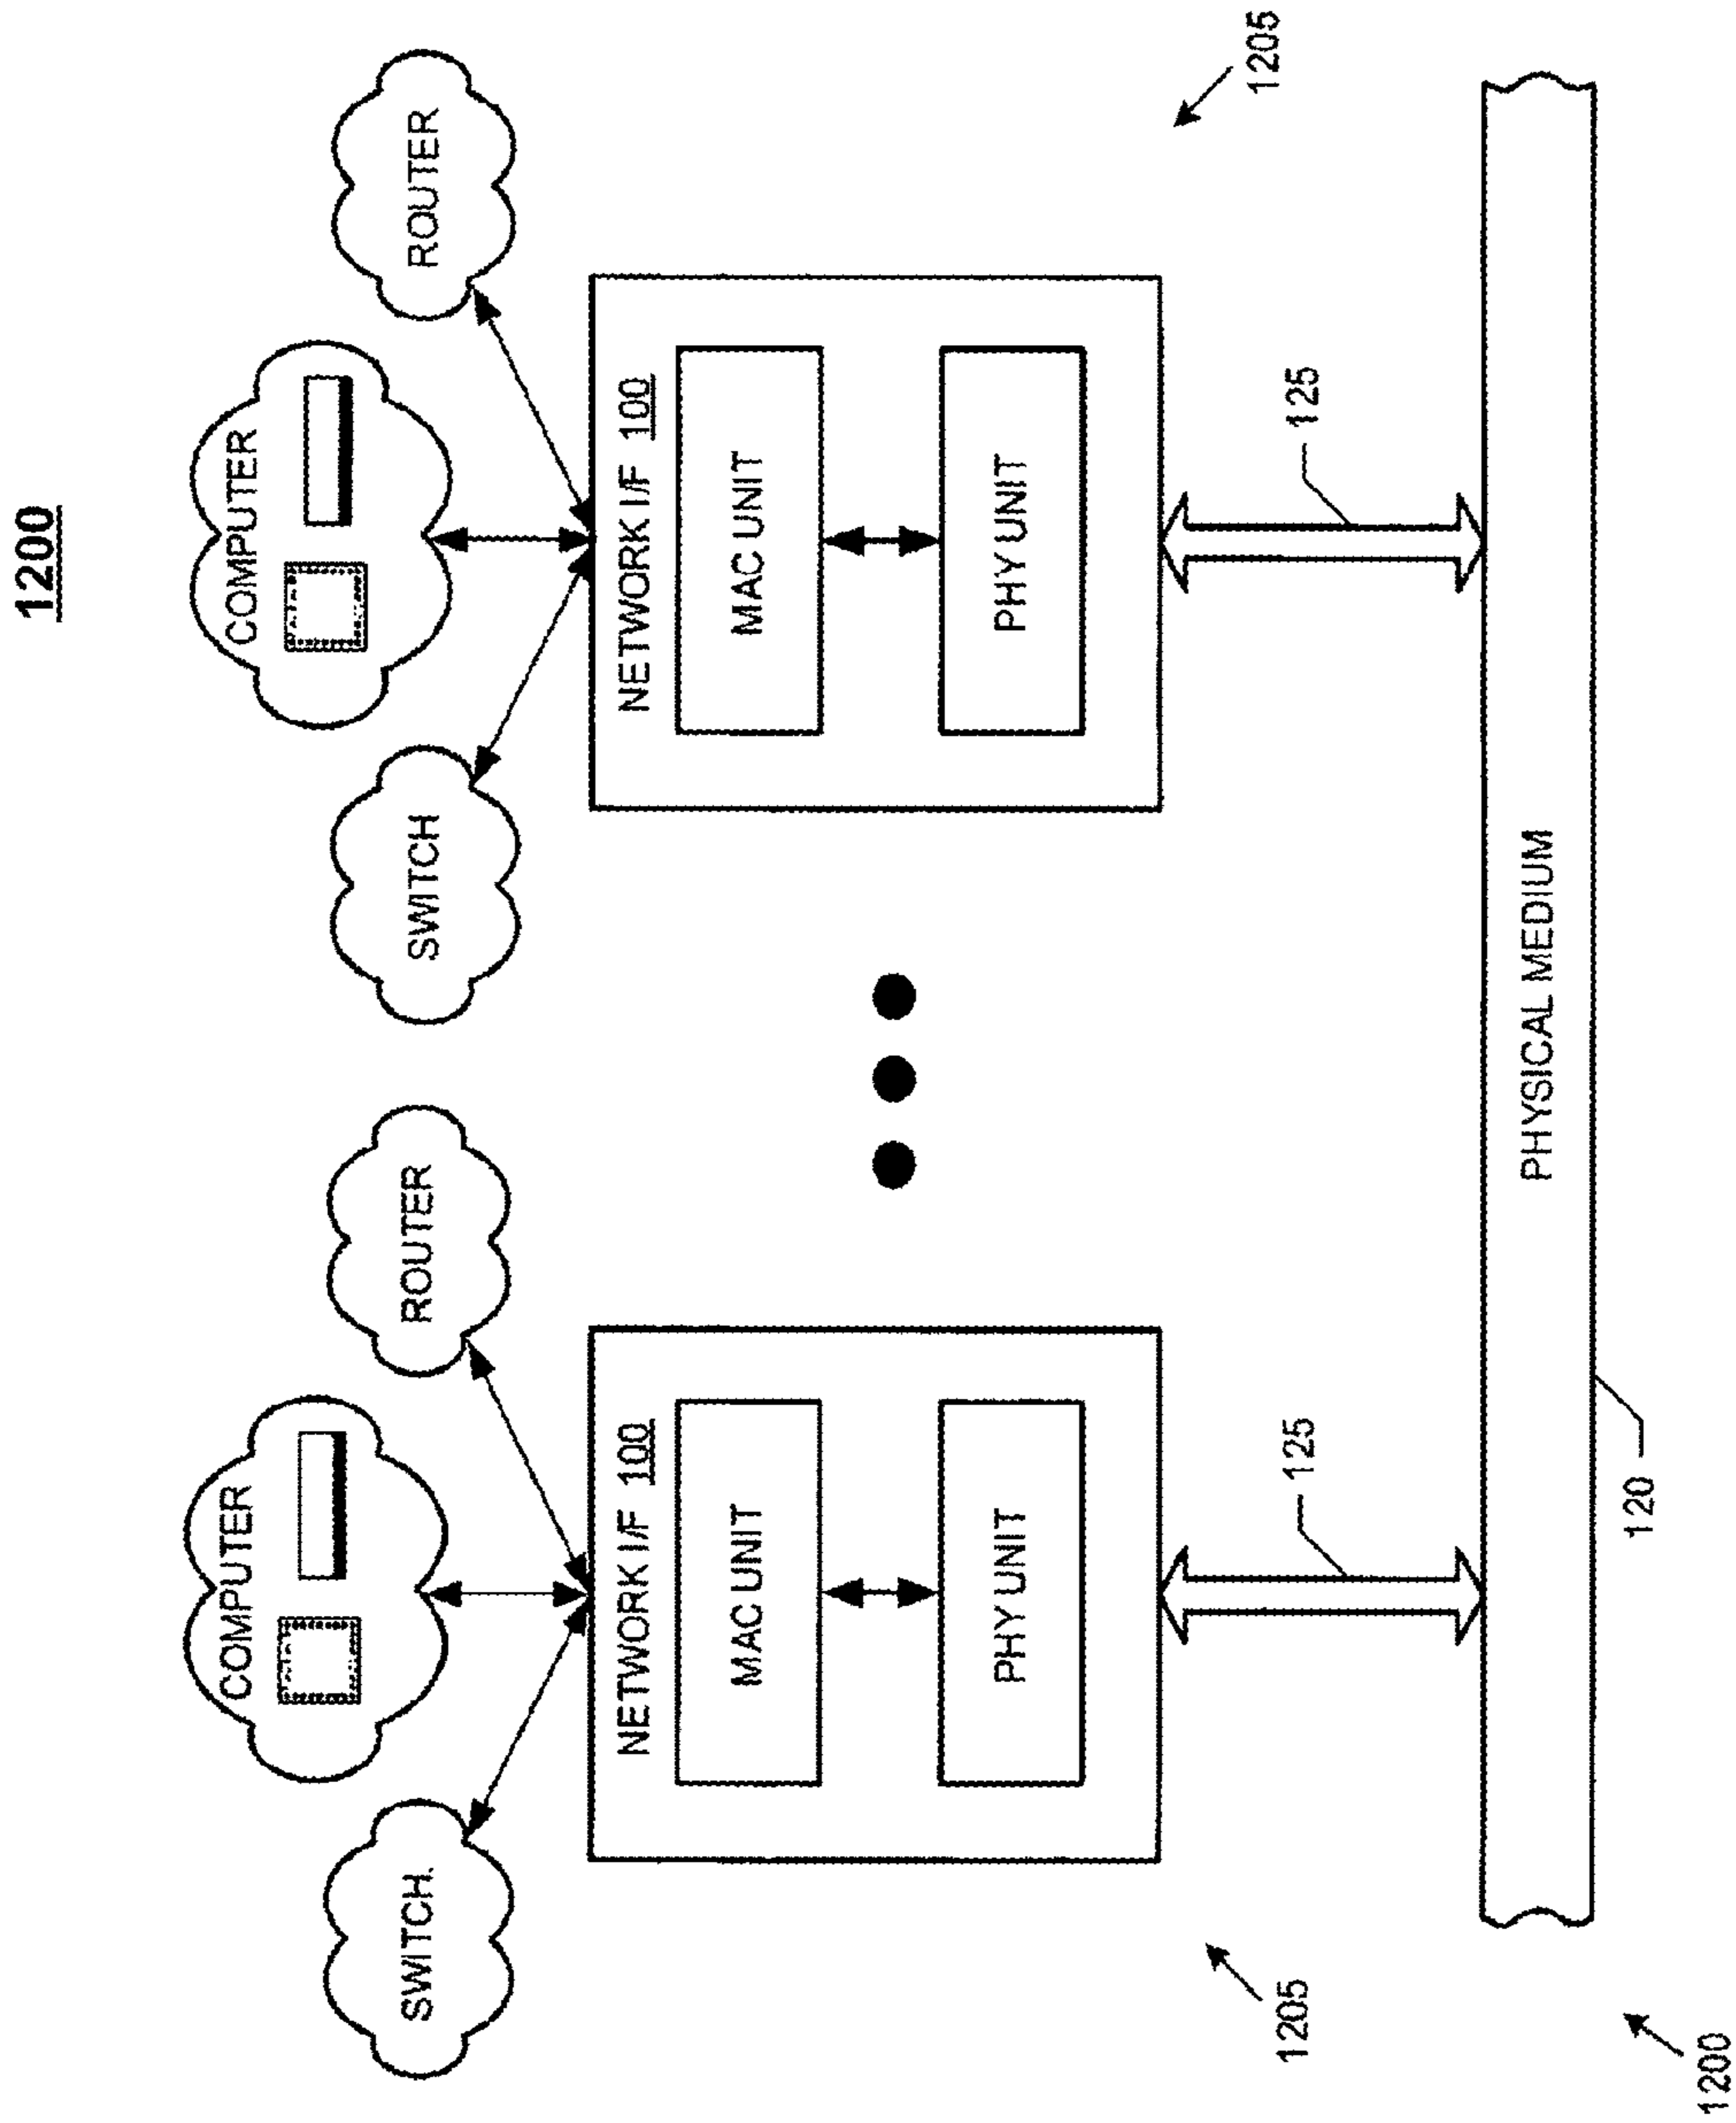 1200
COMPUTER
COMPUTER
SWITCH.
ROUTER
SWITCH
ROUTER
NETWORK I/F 100
NETWORK I/F 100
MAC UNIT
MAC UNIT
PHY UNIT
PHY UNIT
1205
125
125
1205
PHYSICAL MEDIUM
120
1200